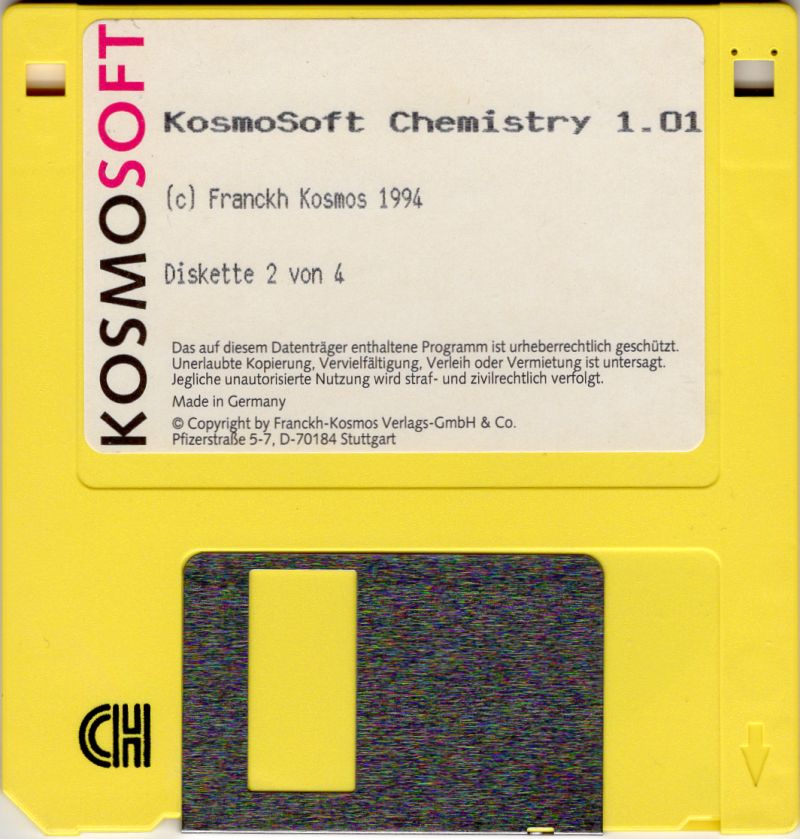 KOSMOSOFT
KosmoSoft Chemistry 1.01
(c) Franckh Kosmos 1994
Diskette 2 von 4
Das auf diesem Datenträger enthaltene Programm ist urheberrechtlich geschützt.
Unerlaubte Kopierung, Vervielfältigung, Verleih oder Vermietung ist untersagt.
Jegliche unautorisierte Nutzung wird straf- und zivilrechtlich verfolgt.
Made in Germany
© Copyright by Franckh-Kosmos Verlags-GmbH & Co.
Pfizerstraße 5-7, D-70184 Stuttgart
CH